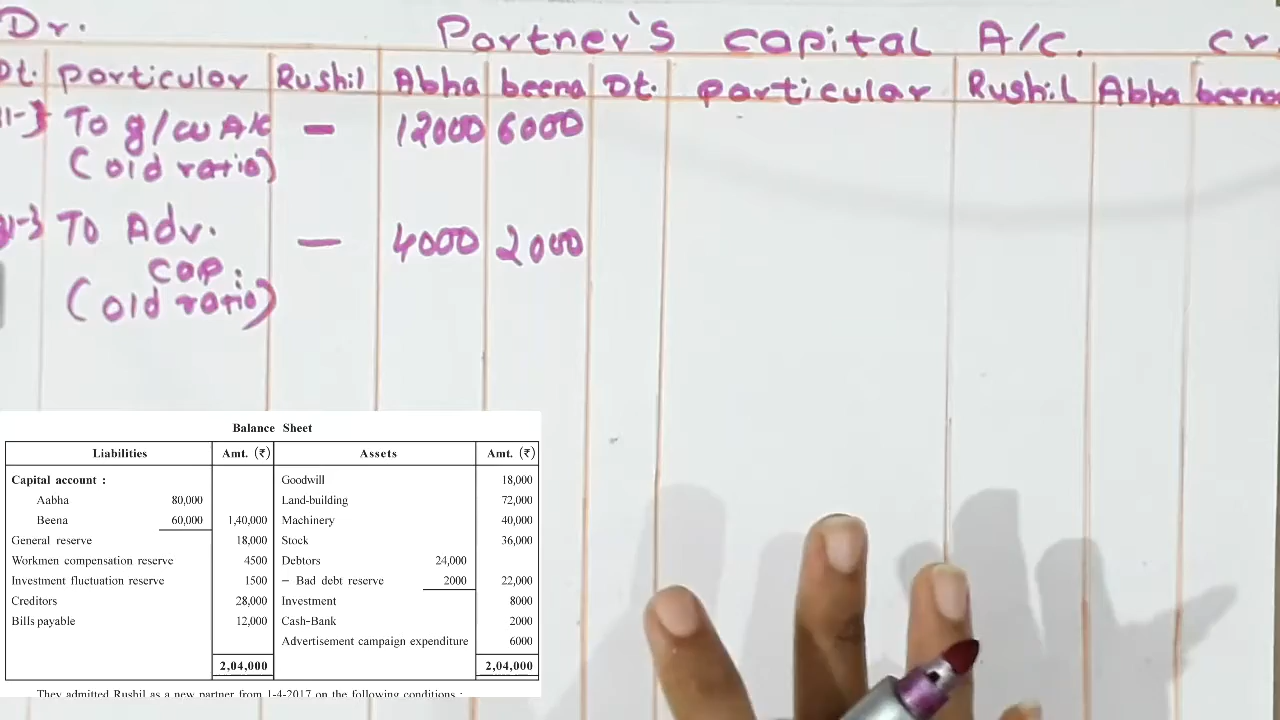 Dr. Partner's capital A/c. cr.
Dt. particular Rushil Abha beena Dt. particular Rushil Abha beena
To g/w A/c — 12000 6000
(old ratio)
To Adv. — 4000 2000
cap.
(old ratio)
Balance Sheet
Liabilities Amt. (₹) Assets Amt. (₹)
Capital account : Goodwill 18,000
Aabha 80,000 Land-building 72,000
Beena 60,000 1,40,000 Machinery 40,000
General reserve 18,000 Stock 36,000
Workmen compensation reserve 4500 Debtors 24,000
Investment fluctuation reserve 1500 – Bad debt reserve 2000 22,000
Creditors 28,000 Investment 8000
Bills payable 12,000 Cash-Bank 2000
Advertisement campaign expenditure 6000
2,04,000 2,04,000
They admitted Rushil as a new partner from 1-4-2017 on the following conditions :